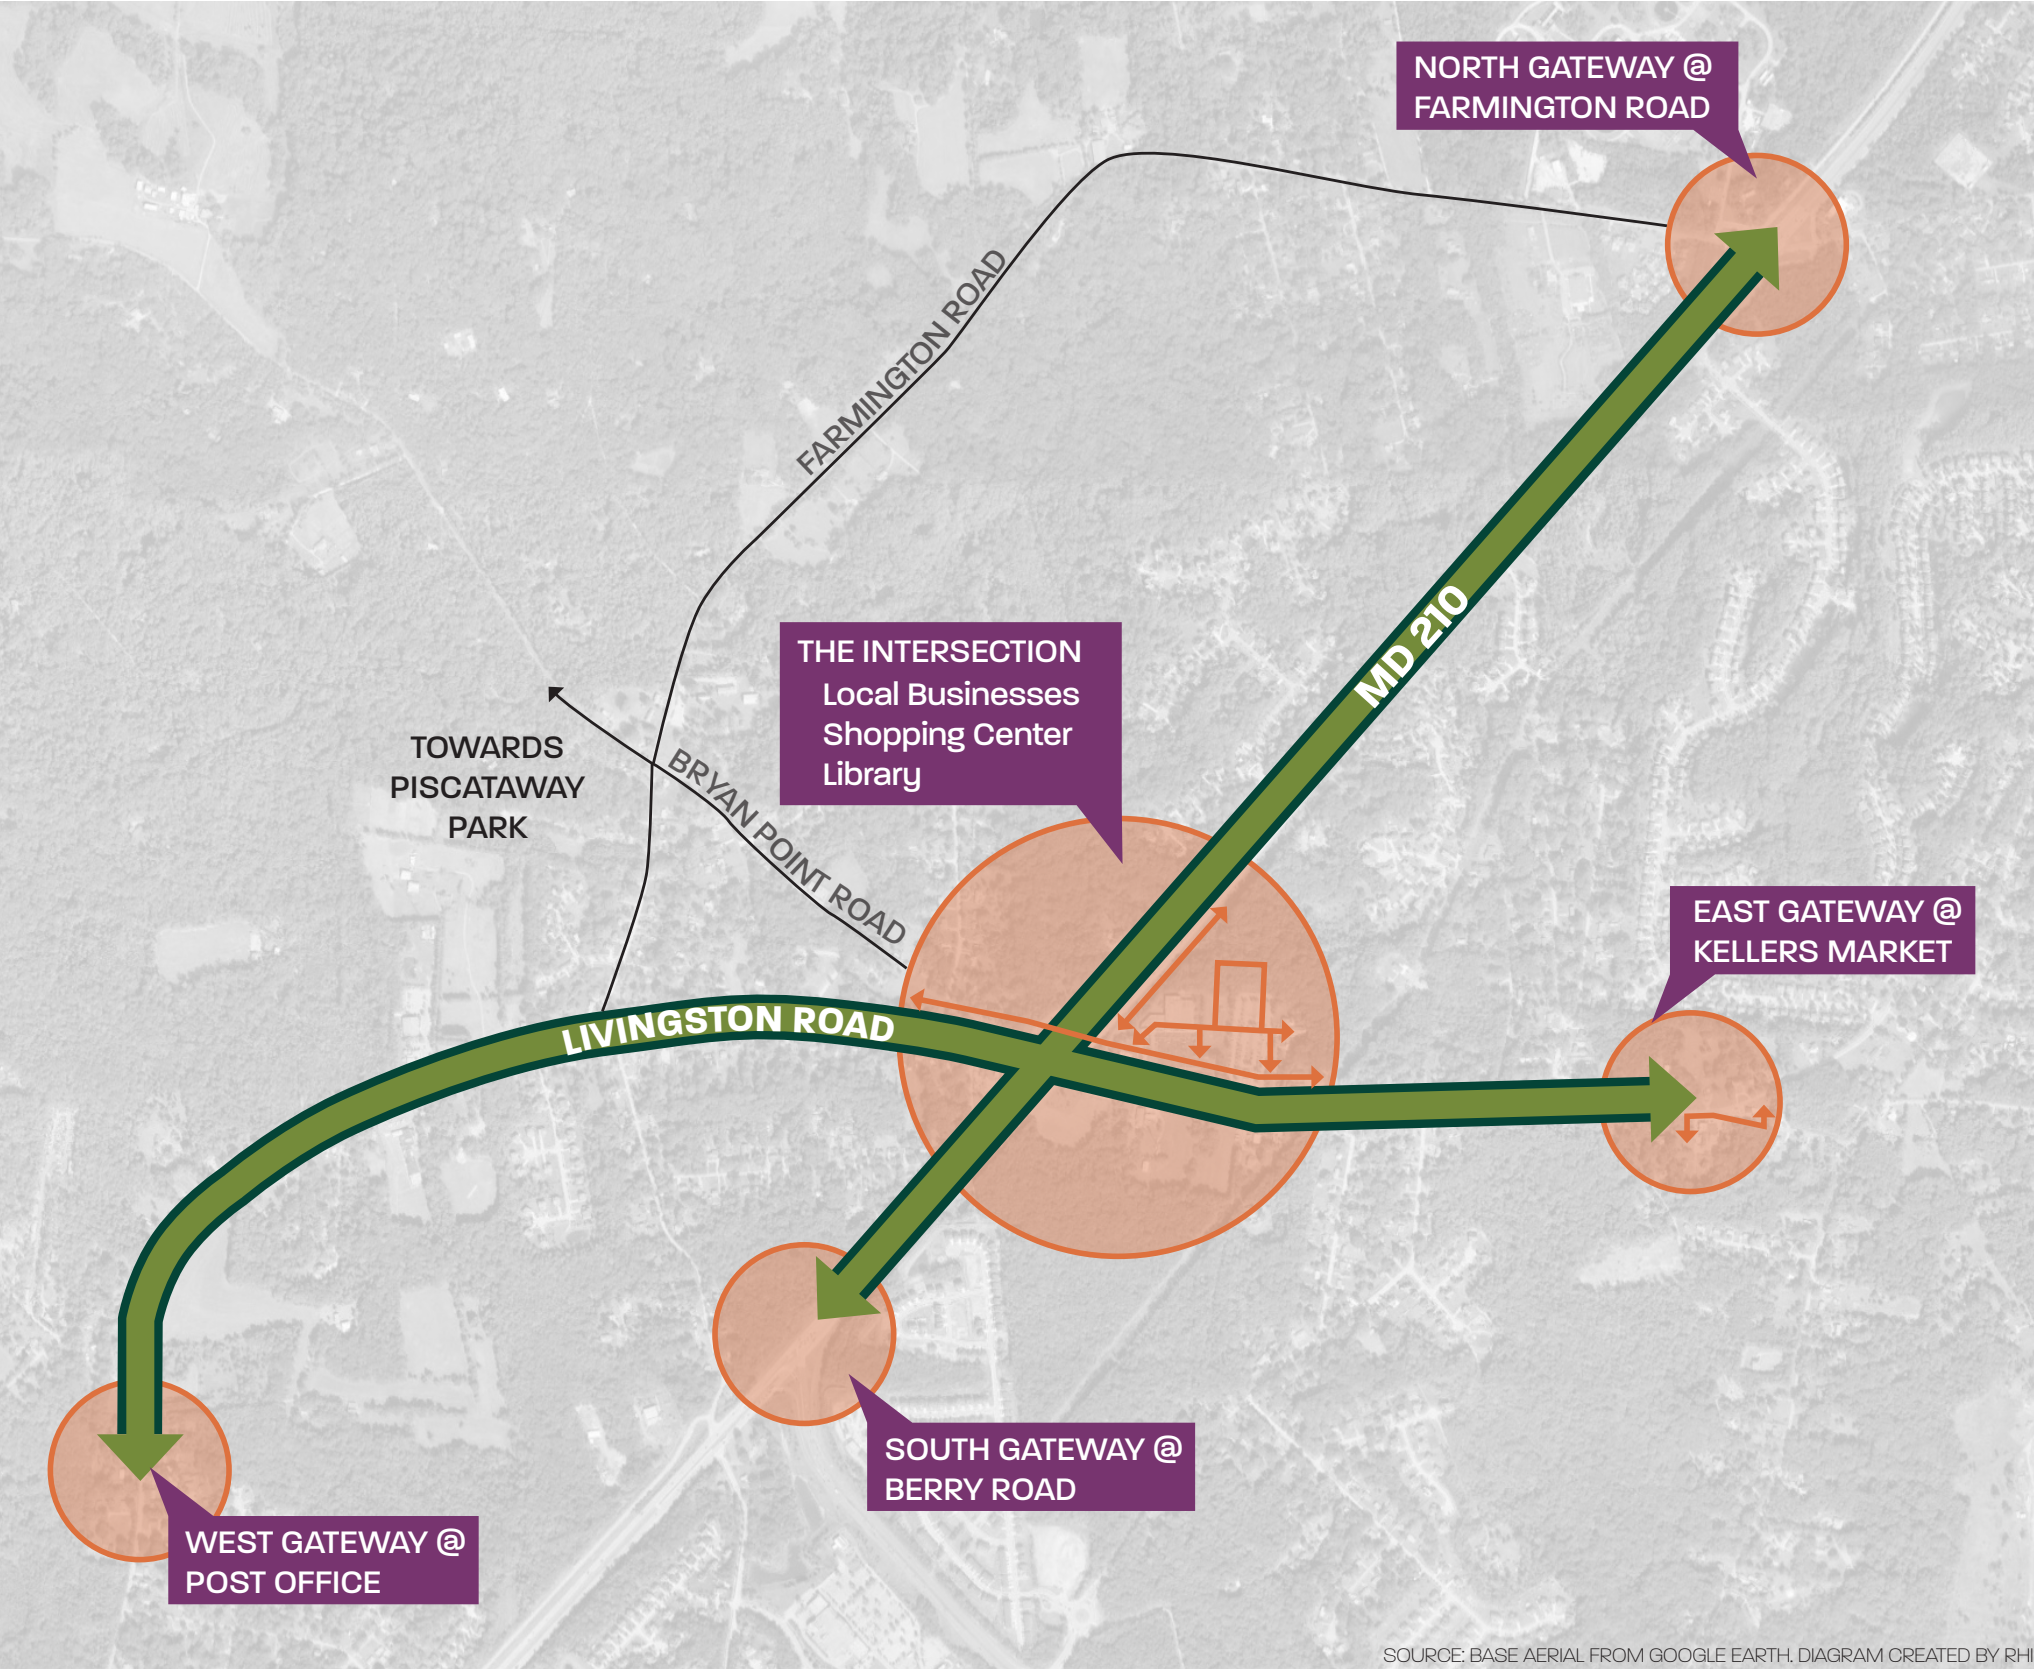 NORTH GATEWAY @
FARMINGTON ROAD
FARMINGTON ROAD
MD 210
THE INTERSECTION
Local Businesses
Shopping Center
Library
TOWARDS
PISCATAWAY
PARK
BRYAN POINT ROAD
EAST GATEWAY @
KELLERS MARKET
LIVINGSTON ROAD
SOUTH GATEWAY @
BERRY ROAD
WEST GATEWAY @
POST OFFICE
SOURCE: BASE AERIAL FROM GOOGLE EARTH. DIAGRAM CREATED BY RHI